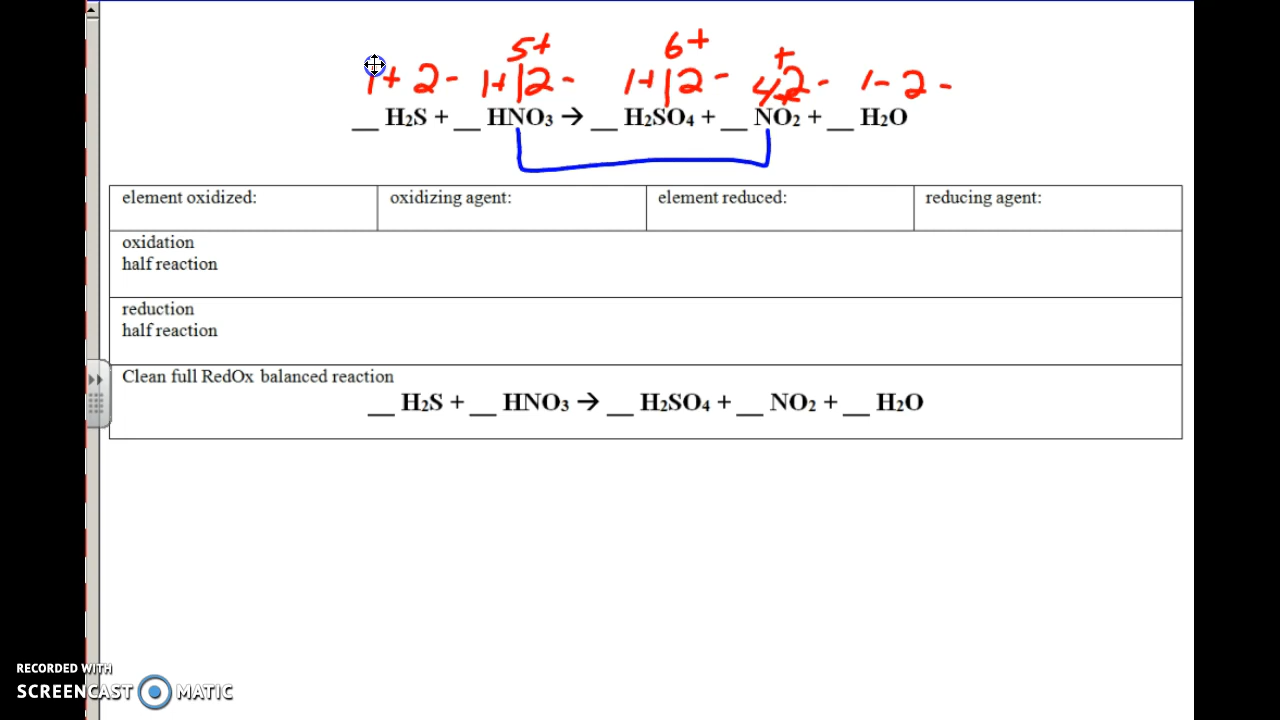 5+ 6+ +
1+ 2- 1+ | 2- 1+ | 2- 4+ 2- 1- 2-
__ H₂S + __ HNO₃ → __ H₂SO₄ + __ NO₂ + __ H₂O
element oxidized: oxidizing agent: element reduced: reducing agent:
oxidation
half reaction
reduction
half reaction
Clean full RedOx balanced reaction
__ H₂S + __ HNO₃ → __ H₂SO₄ + __ NO₂ + __ H₂O
RECORDED WITH
SCREENCAST MATIC